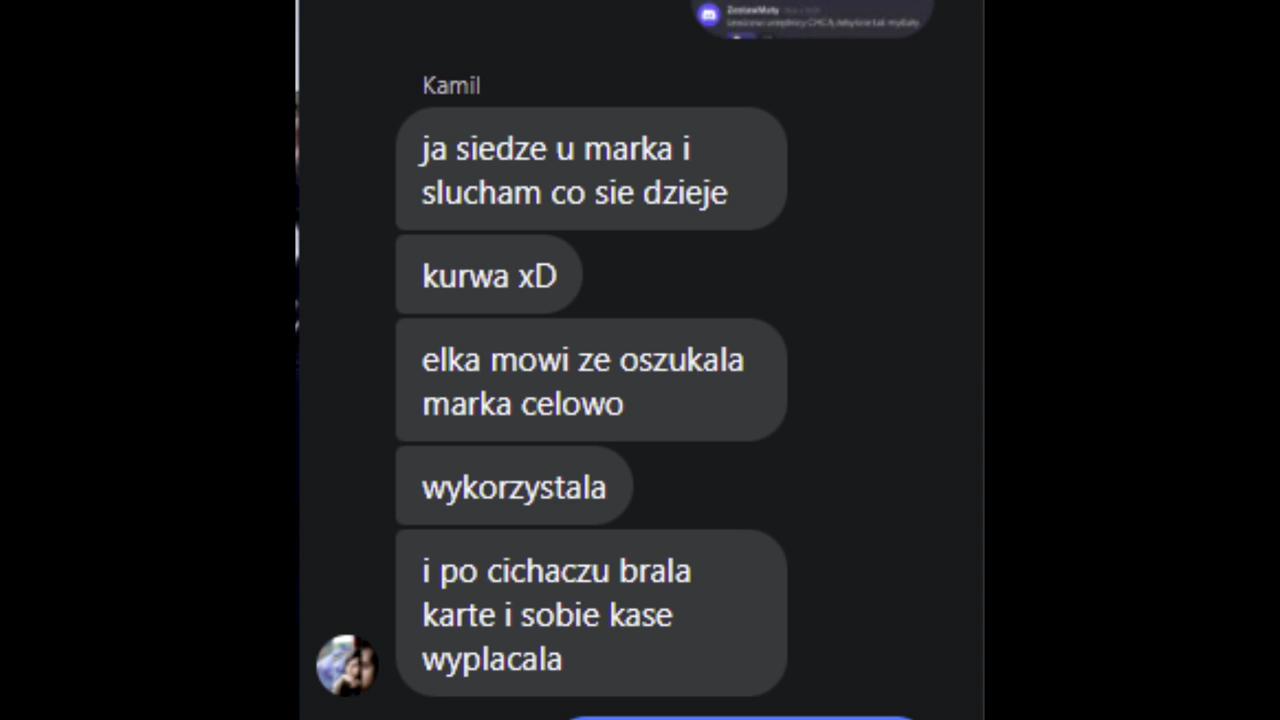 ZostawMaty
Kamil
ja siedze u marka i
slucham co sie dzieje
kurwa xD
elka mowi ze oszukala
marka celowo
wykorzystala
i po cichaczu brala
karte i sobie kase
wyplacala